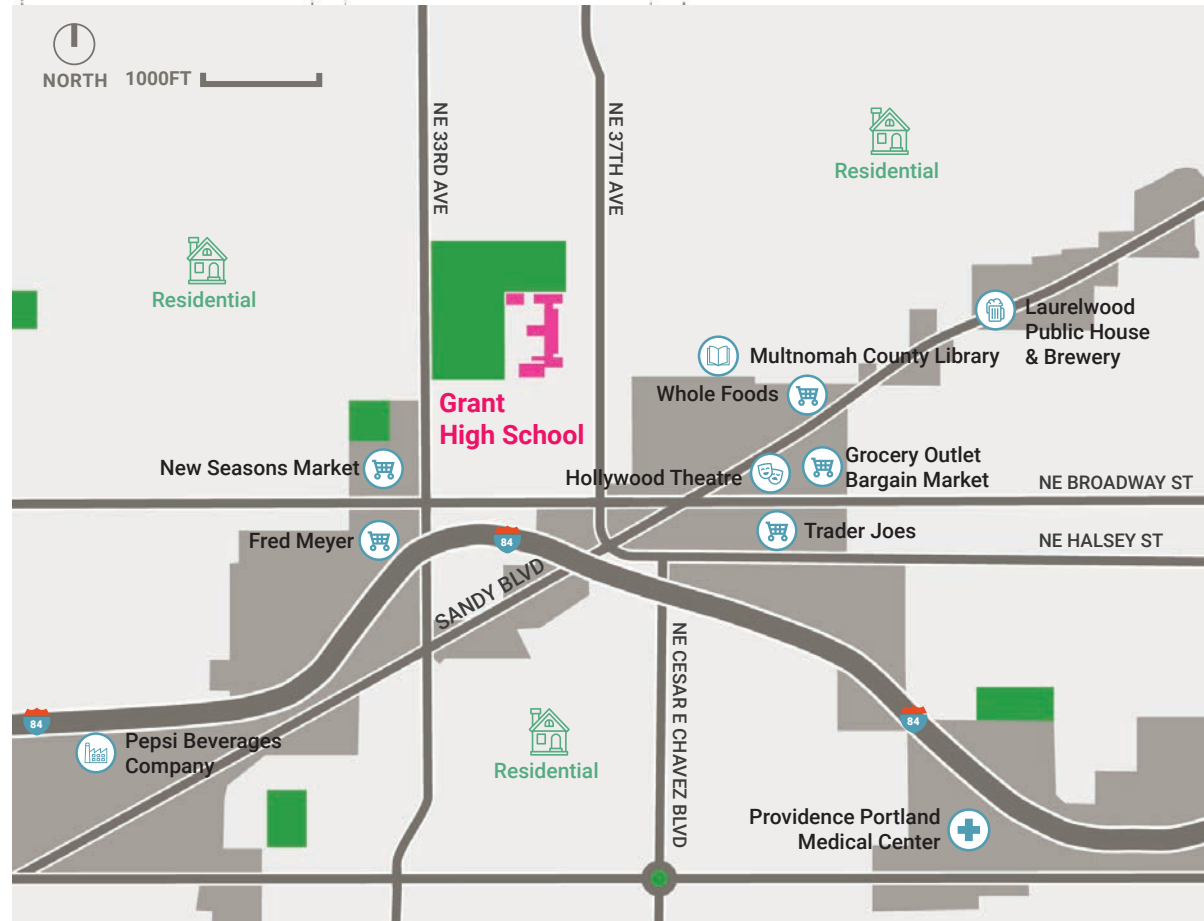 NORTH
1000FT
NE 33RD AVE
NE 37TH AVE
Residential
Residential
Laurelwood
Public House
& Brewery
Multnomah County Library
Whole Foods
Grant
High School
New Seasons Market
Hollywood Theatre
Grocery Outlet
Bargain Market
NE BROADWAY ST
Fred Meyer
84
Trader Joes
NE HALSEY ST
SANDY BLVD
NE CESAR E CHAVEZ BLVD
84
84
Pepsi Beverages
Company
Residential
Providence Portland
Medical Center